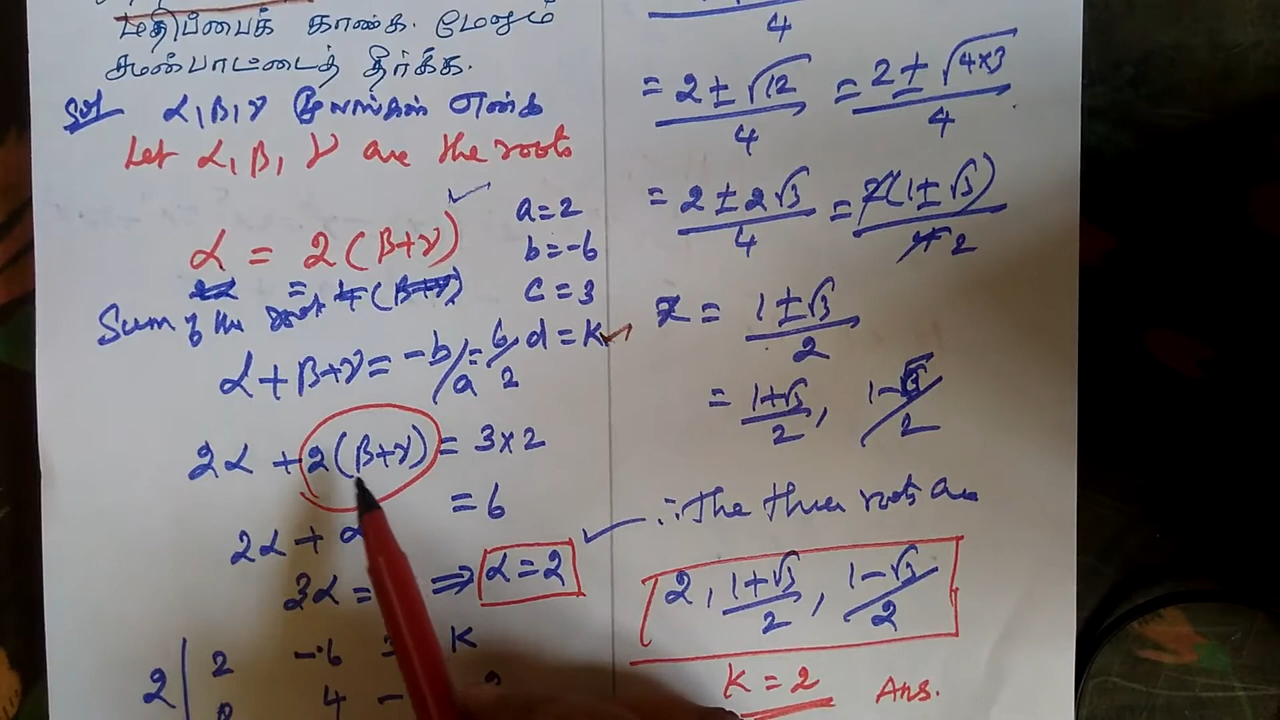 மதிப்பைக் காண்க. மேலும்
சமன்பாட்டைத் தீர்க்க.
Sol α, β, γ மூலங்கள் என்க
Let α, β, γ are the roots
α = 2(β+γ)
a=2
b=-6
c=3
d=k
Sum of the root
α+β+γ = -b/a = 6/2
2α + 2(β+γ) = 3×2
= 6
2α + α
3α = ⇒ α=2
2 | 2 -6 3 k
4 -
4
= 2±√12/4 = 2±√4×3/4
= 2±2√3/4 = 2(1±√3)/4 2
x = 1±√3/2
= 1+√3/2, 1-√3/2
∴ The three roots are
2, 1+√3/2, 1-√3/2
K=2 Ans.